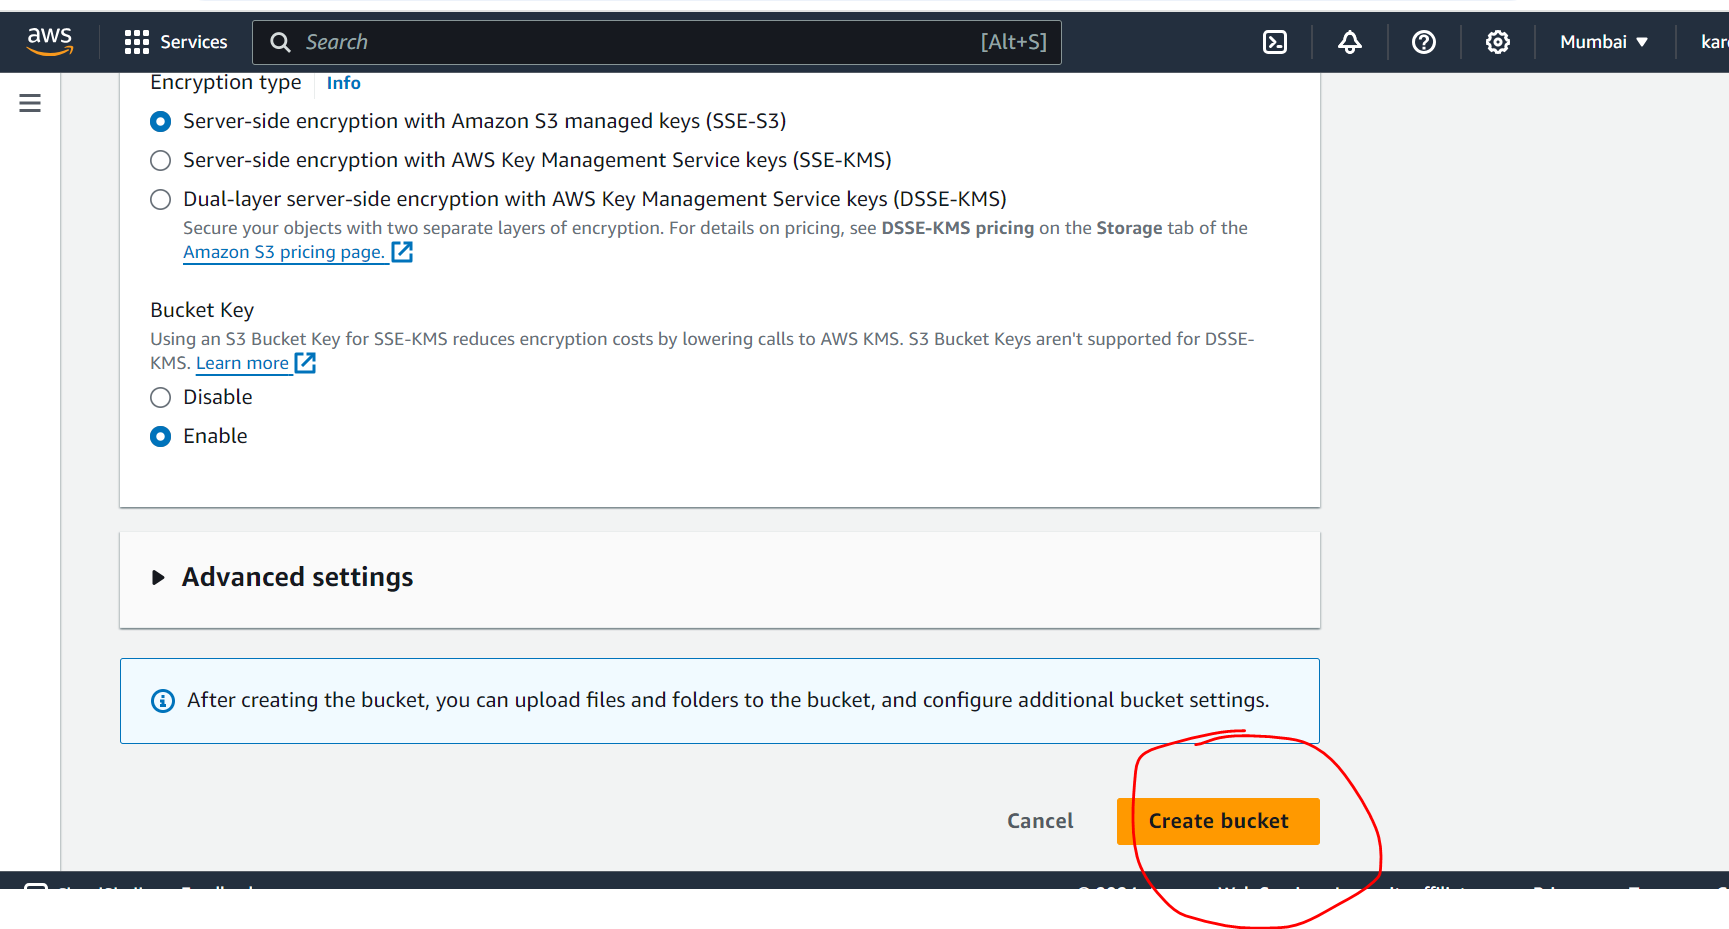 aws Services Search [Alt+S] Mumbai
Encryption type Info
Server-side encryption with Amazon S3 managed keys (SSE-S3)
Server-side encryption with AWS Key Management Service keys (SSE-KMS)
Dual-layer server-side encryption with AWS Key Management Service keys (DSSE-KMS)
Secure your objects with two separate layers of encryption. For details on pricing, see DSSE-KMS pricing on the Storage tab of the
Amazon S3 pricing page.
Bucket Key
Using an S3 Bucket Key for SSE-KMS reduces encryption costs by lowering calls to AWS KMS. S3 Bucket Keys aren't supported for DSSE-
KMS. Learn more
Disable
Enable
Advanced settings
After creating the bucket, you can upload files and folders to the bucket, and configure additional bucket settings.
Cancel Create bucket